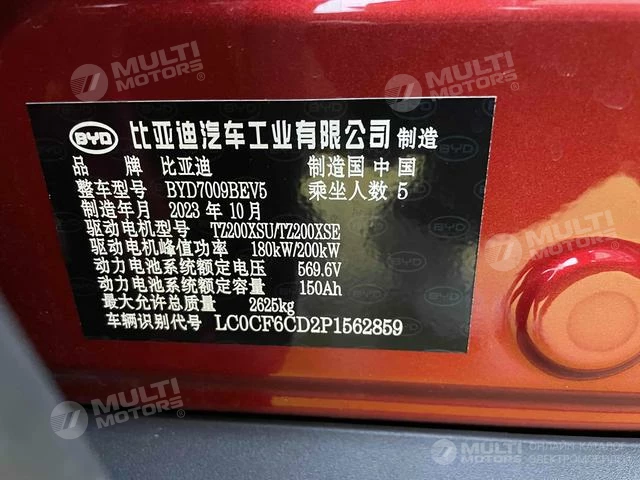 MULTI MOTORS®
MULTI MOTORS®
BYD 比亚迪汽车工业有限公司 制造
品 牌 比亚迪 制造国 中 国
整车型号 BYD7009BEV5 乘坐人数 5
制造年月 2023 年 10 月
驱动电机型号 TZ200XSU/TZ200XSE
驱动电机峰值功率 180kW/200kW
动力电池系统额定电压 569.6V
动力电池系统额定容量 150Ah
最大允许总质量 2625kg
车辆识别代号 LC0CF6CD2P1562859
MULTI MOTORS®
MULTI MOTORS
ОНЛАЙН-КАТАЛОГ
ЭЛЕКТРОМОБИЛЕЙ